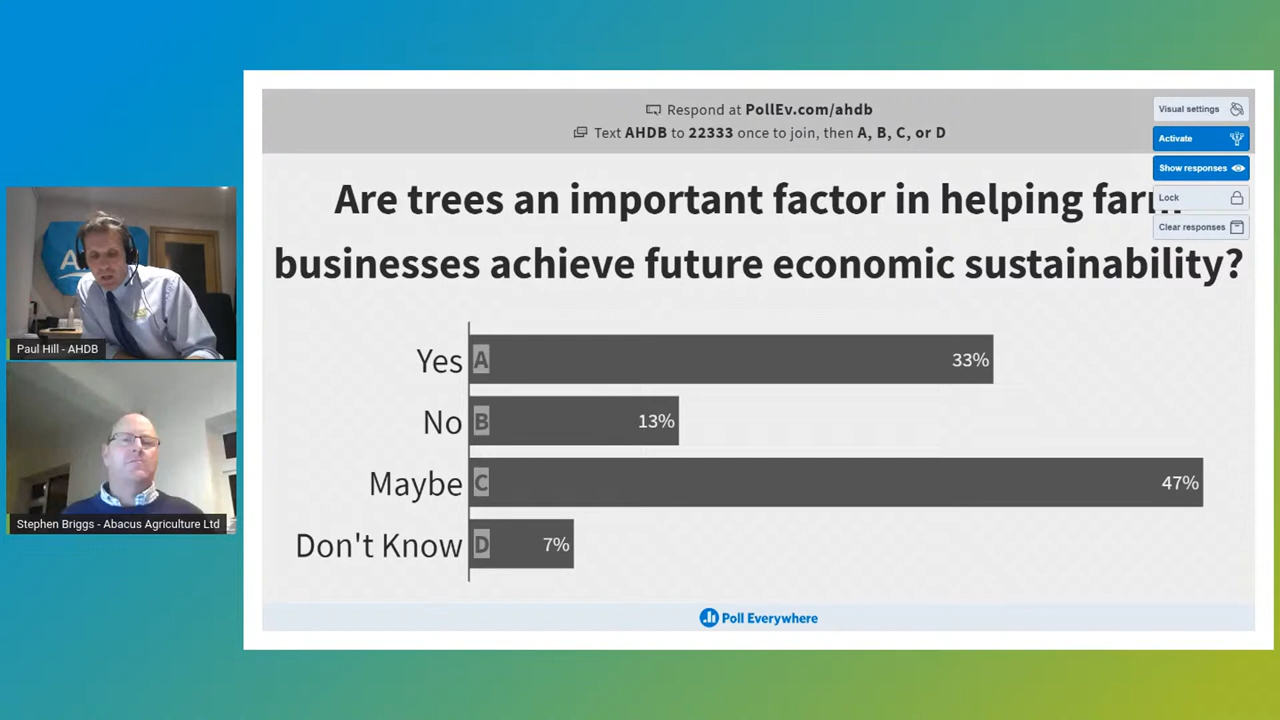 Respond at PollEv.com/ahdb
Text AHDB to 22333 once to join, then A, B, C, or D
Visual settings
Activate
Show responses
Lock
Clear responses
Are trees an important factor in helping farm
businesses achieve future economic sustainability?
Yes A 33%
No B 13%
Maybe C 47%
Don't Know D 7%
Poll Everywhere
Paul Hill - AHDB
Stephen Briggs - Abacus Agriculture Ltd